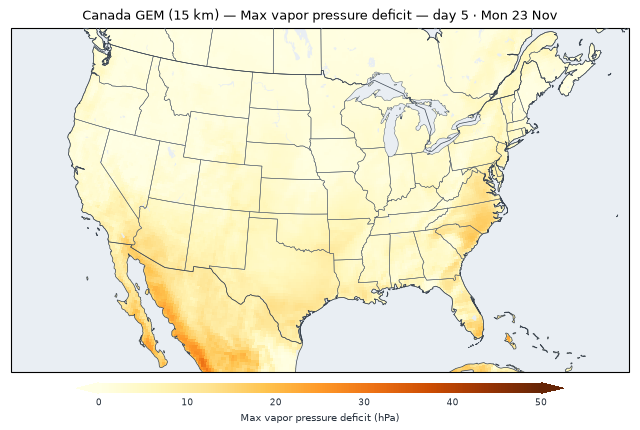 Canada GEM (15 km) — Max vapor pressure deficit — day 5 · Mon 23 Nov
0 10 20 30 40 50
Max vapor pressure deficit (hPa)